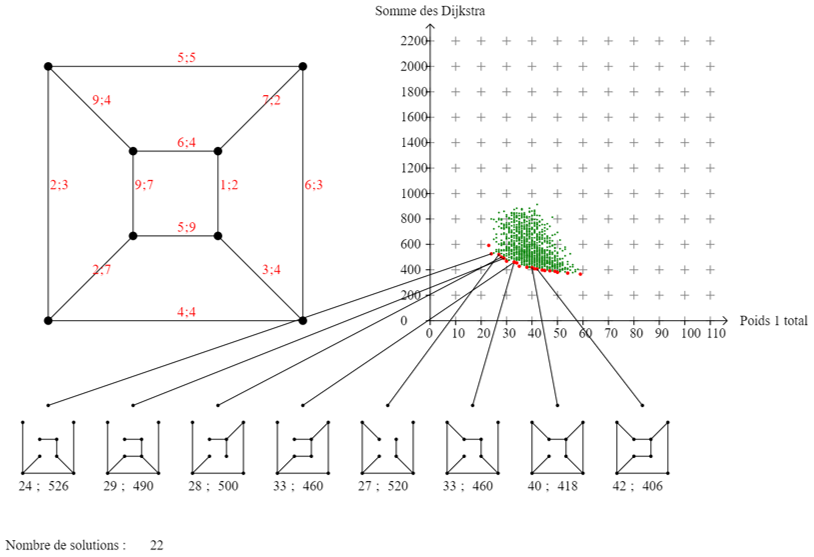 Somme des Dijkstra
2200
2000
1800
1600
1400
1200
1000
800
600
400
200
0
0 10 20 30 40 50 60 70 80 90 100 110
Poids 1 total
5;5
9;4
7;2
6;4
2;3
9;7
1;2
6;3
5;9
2;7
3;4
4;4
24 ; 526
29 ; 490
28 ; 500
33 ; 460
27 ; 520
33 ; 460
40 ; 418
42 ; 406
Nombre de solutions : 22